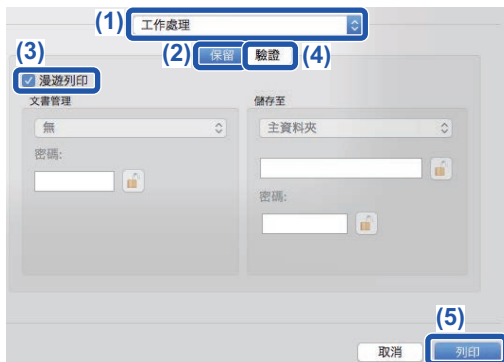 (1)
工作處理
(2)
保留
驗證
(4)
(3)
漫遊列印
文書管理
儲存至
無
主資料夾
密碼:
密碼:
(5)
取消
列印